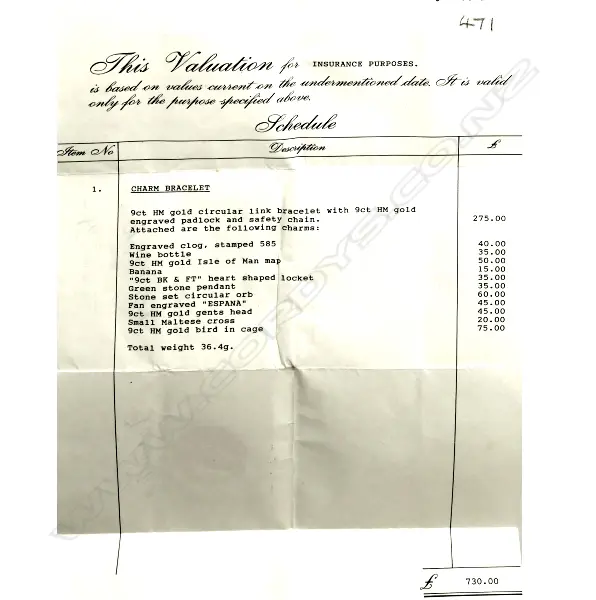 471
This Valuation for INSURANCE PURPOSES.
is based on values current on the undermentioned date. It is valid
only for the purpose specified above.
Schedule
Item No Description £
1. CHARM BRACELET
9ct HM gold circular link bracelet with 9ct HM gold
engraved padlock and safety chain. 275.00
Attached are the following charms:
Engraved clog, stamped 585 40.00
Wine bottle 35.00
9ct HM gold Isle of Man map 50.00
Banana 15.00
"9ct BK & FT" heart shaped locket 35.00
Green stone pendant 35.00
Stone set circular orb 60.00
Fan engraved "ESPANA" 45.00
9ct HM gold gents head 45.00
Small Maltese cross 20.00
9ct HM gold bird in cage 75.00
Total weight 36.4g.
£ 730.00
WWW.CORDYS.CO.NZ